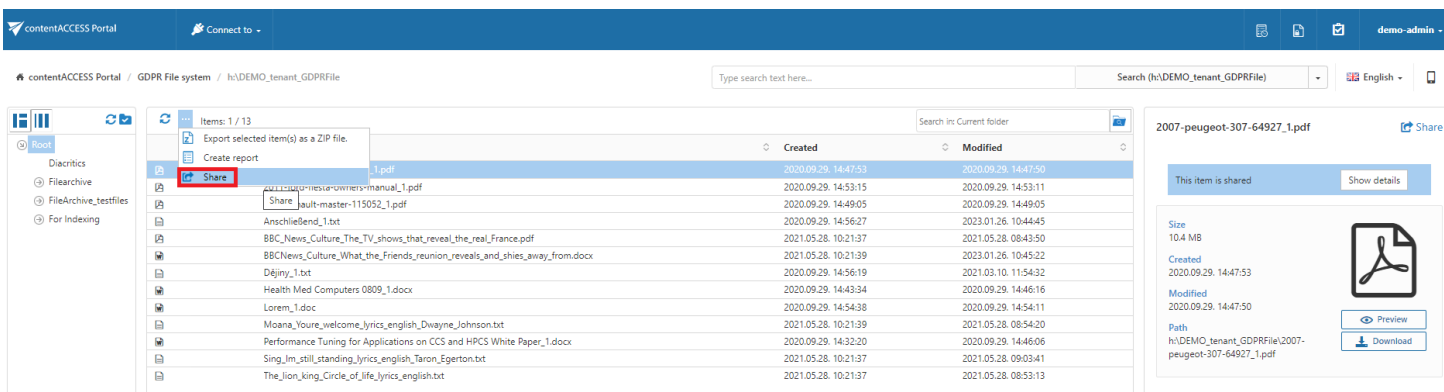 contentACCESS Portal
Connect to
demo-admin
contentACCESS Portal / GDPR File system / h:\DEMO_tenant_GDPRFile
Type search text here...
Search (h:\DEMO_tenant_GDPRFile)
English
Items: 1 / 13
Search in: Current folder
Root
Diacritics
Filearchive
FileArchive_testfiles
For Indexing
Export selected item(s) as a ZIP file.
Create report
Share
Share
Created
Modified
_1.pdf 2020.09.29. 14:47:53 2020.09.29. 14:47:50
2011-ford-fiesta-owners-manual_1.pdf 2020.09.29. 14:53:15 2020.09.29. 14:53:11
ault-master-115052_1.pdf 2020.09.29. 14:49:05 2020.09.29. 14:49:05
Anschließend_1.txt 2020.09.29. 14:56:27 2023.01.26. 10:44:45
BBC_News_Culture_The_TV_shows_that_reveal_the_real_France.pdf 2021.05.28. 10:21:37 2021.05.28. 08:43:50
BBCNews_Culture_What_the_Friends_reunion_reveals_and_shies_away_from.docx 2021.05.28. 10:21:39 2023.01.26. 10:45:22
Dějiny_1.txt 2020.09.29. 14:56:19 2021.03.10. 11:54:32
Health Med Computers 0809_1.docx 2020.09.29. 14:43:34 2020.09.29. 14:46:16
Lorem_1.doc 2020.09.29. 14:54:38 2020.09.29. 14:54:11
Moana_Youre_welcome_lyrics_english_Dwayne_Johnson.txt 2021.05.28. 10:21:39 2021.05.28. 08:54:20
Performance Tuning for Applications on CCS and HPCS White Paper_1.docx 2020.09.29. 14:32:20 2020.09.29. 14:46:06
Sing_Im_still_standing_lyrics_english_Taron_Egerton.txt 2021.05.28. 10:21:37 2021.05.28. 09:03:41
The_lion_king_Circle_of_life_lyrics_english.txt 2021.05.28. 10:21:37 2021.05.28. 08:53:13
2007-peugeot-307-64927_1.pdf
Share
This item is shared
Show details
Size
10.4 MB
Created
2020.09.29. 14:47:53
Modified
2020.09.29. 14:47:50
Path
h:\DEMO_tenant_GDPRFile\2007-
peugeot-307-64927_1.pdf
Preview
Download